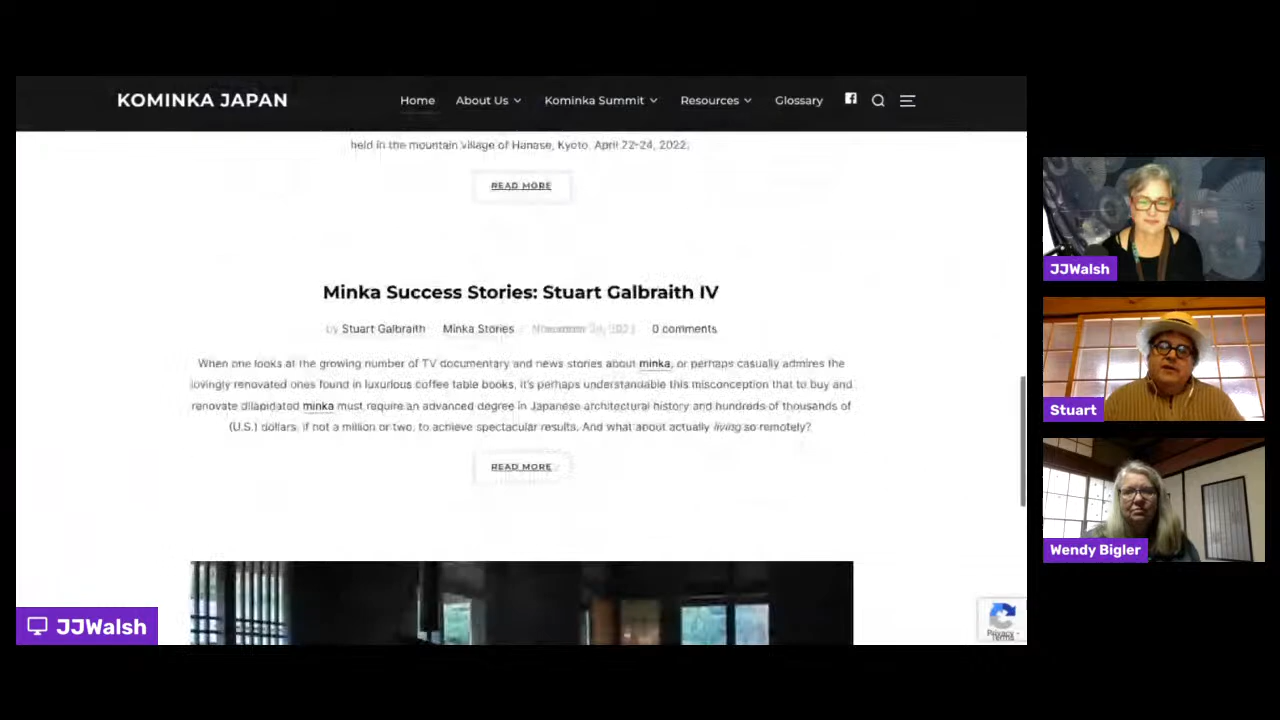 KOMINKA JAPAN
Home About Us Kominka Summit Resources Glossary
held in the mountain village of Hanase, Kyoto. April 22-24, 2022.
READ MORE
Minka Success Stories: Stuart Galbraith IV
by Stuart Galbraith Minka Stories 0 comments
When one looks at the growing number of TV documentary and news stories about minka, or perhaps casually admires the
lovingly renovated ones found in luxurious coffee table books, it's perhaps understandable this misconception that to buy and
renovate dilapidated minka must require an advanced degree in Japanese architectural history and hundreds of thousands of
(U.S.) dollars, if not a million or two, to achieve spectacular results. And what about actually living so remotely?
READ MORE
JJWalsh
Privacy - Terms
JJWalsh
Stuart
Wendy Bigler